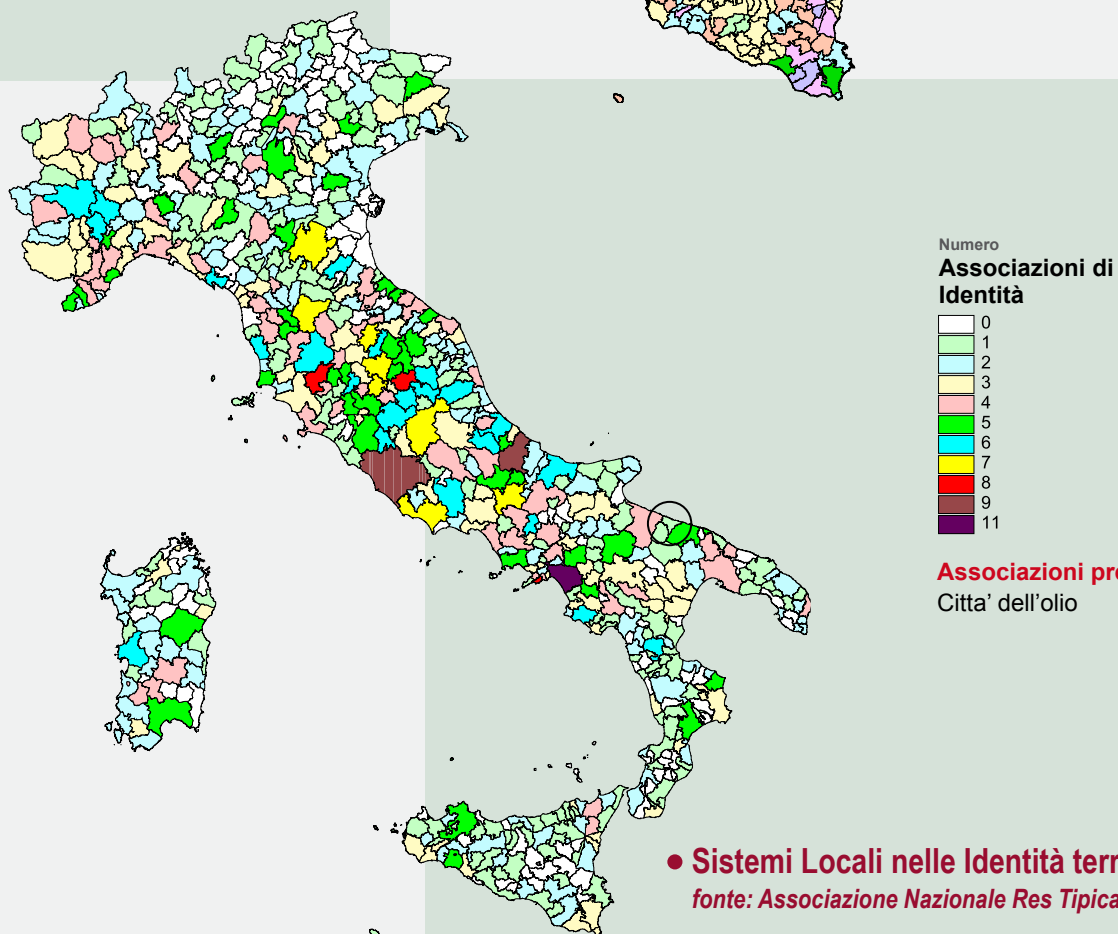 Numero
Associazioni di
Identità
0
1
2
3
4
5
6
7
8
9
11
Associazioni pr
Citta' dell'olio
• Sistemi Locali nelle Identità terr
fonte: Associazione Nazionale Res Tipica